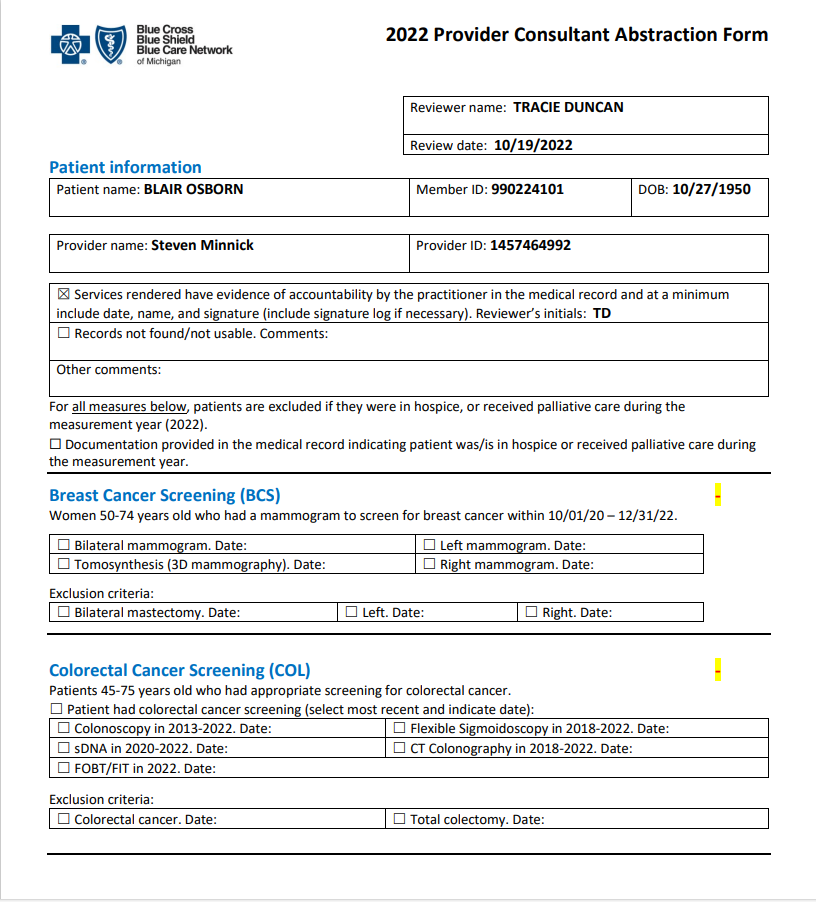 Blue Cross
Blue Shield
Blue Care Network
of Michigan
2022 Provider Consultant Abstraction Form
Reviewer name: TRACIE DUNCAN
Review date: 10/19/2022
Patient information
Patient name: BLAIR OSBORN Member ID: 990224101 DOB: 10/27/1950
Provider name: Steven Minnick Provider ID: 1457464992
☒ Services rendered have evidence of accountability by the practitioner in the medical record and at a minimum
include date, name, and signature (include signature log if necessary). Reviewer's initials: TD
☐ Records not found/not usable. Comments:
Other comments:
For all measures below, patients are excluded if they were in hospice, or received palliative care during the
measurement year (2022).
☐ Documentation provided in the medical record indicating patient was/is in hospice or received palliative care during
the measurement year.
Breast Cancer Screening (BCS) -
Women 50-74 years old who had a mammogram to screen for breast cancer within 10/01/20 – 12/31/22.
☐ Bilateral mammogram. Date: ☐ Left mammogram. Date:
☐ Tomosynthesis (3D mammography). Date: ☐ Right mammogram. Date:
Exclusion criteria:
☐ Bilateral mastectomy. Date: ☐ Left. Date: ☐ Right. Date:
Colorectal Cancer Screening (COL) -
Patients 45-75 years old who had appropriate screening for colorectal cancer.
☐ Patient had colorectal cancer screening (select most recent and indicate date):
☐ Colonoscopy in 2013-2022. Date: ☐ Flexible Sigmoidoscopy in 2018-2022. Date:
☐ sDNA in 2020-2022. Date: ☐ CT Colonography in 2018-2022. Date:
☐ FOBT/FIT in 2022. Date:
Exclusion criteria:
☐ Colorectal cancer. Date: ☐ Total colectomy. Date: